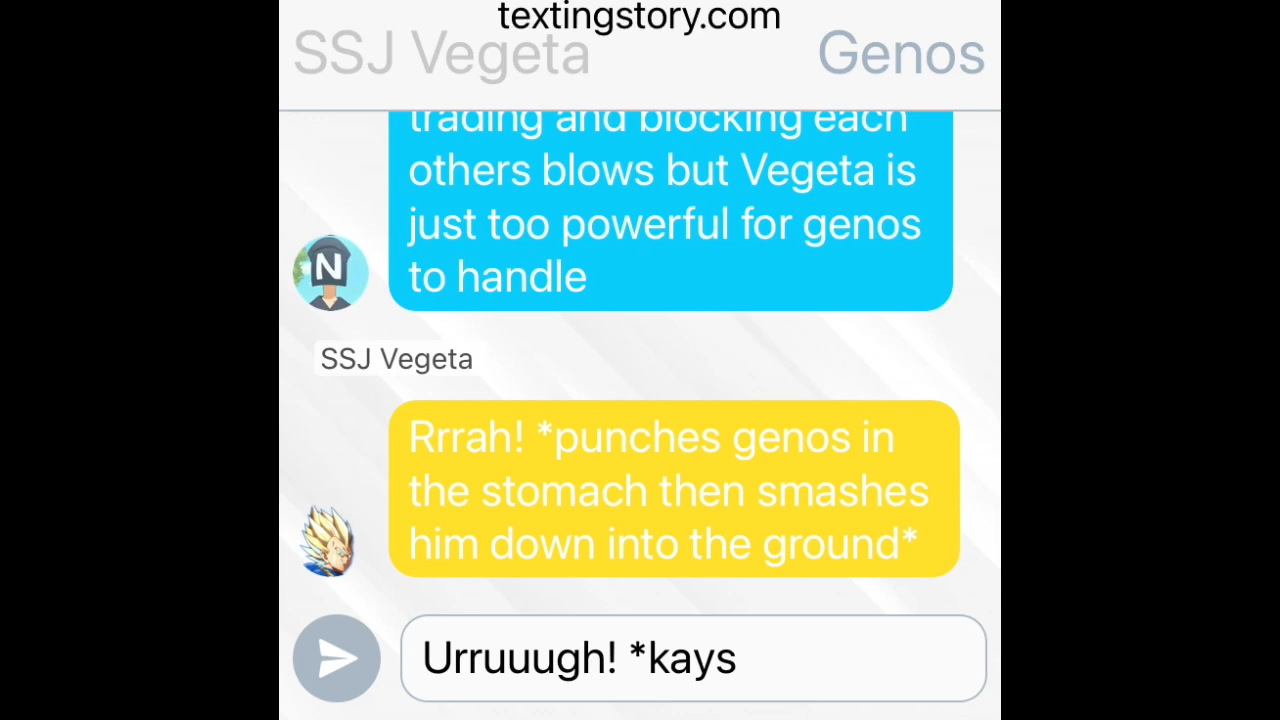 textingstory.com
SSJ Vegeta
Genos
trading and blocking each
others blows but Vegeta is
just too powerful for genos
to handle
N
SSJ Vegeta
Rrrah! *punches genos in
the stomach then smashes
him down into the ground*
Urruuugh! *kays